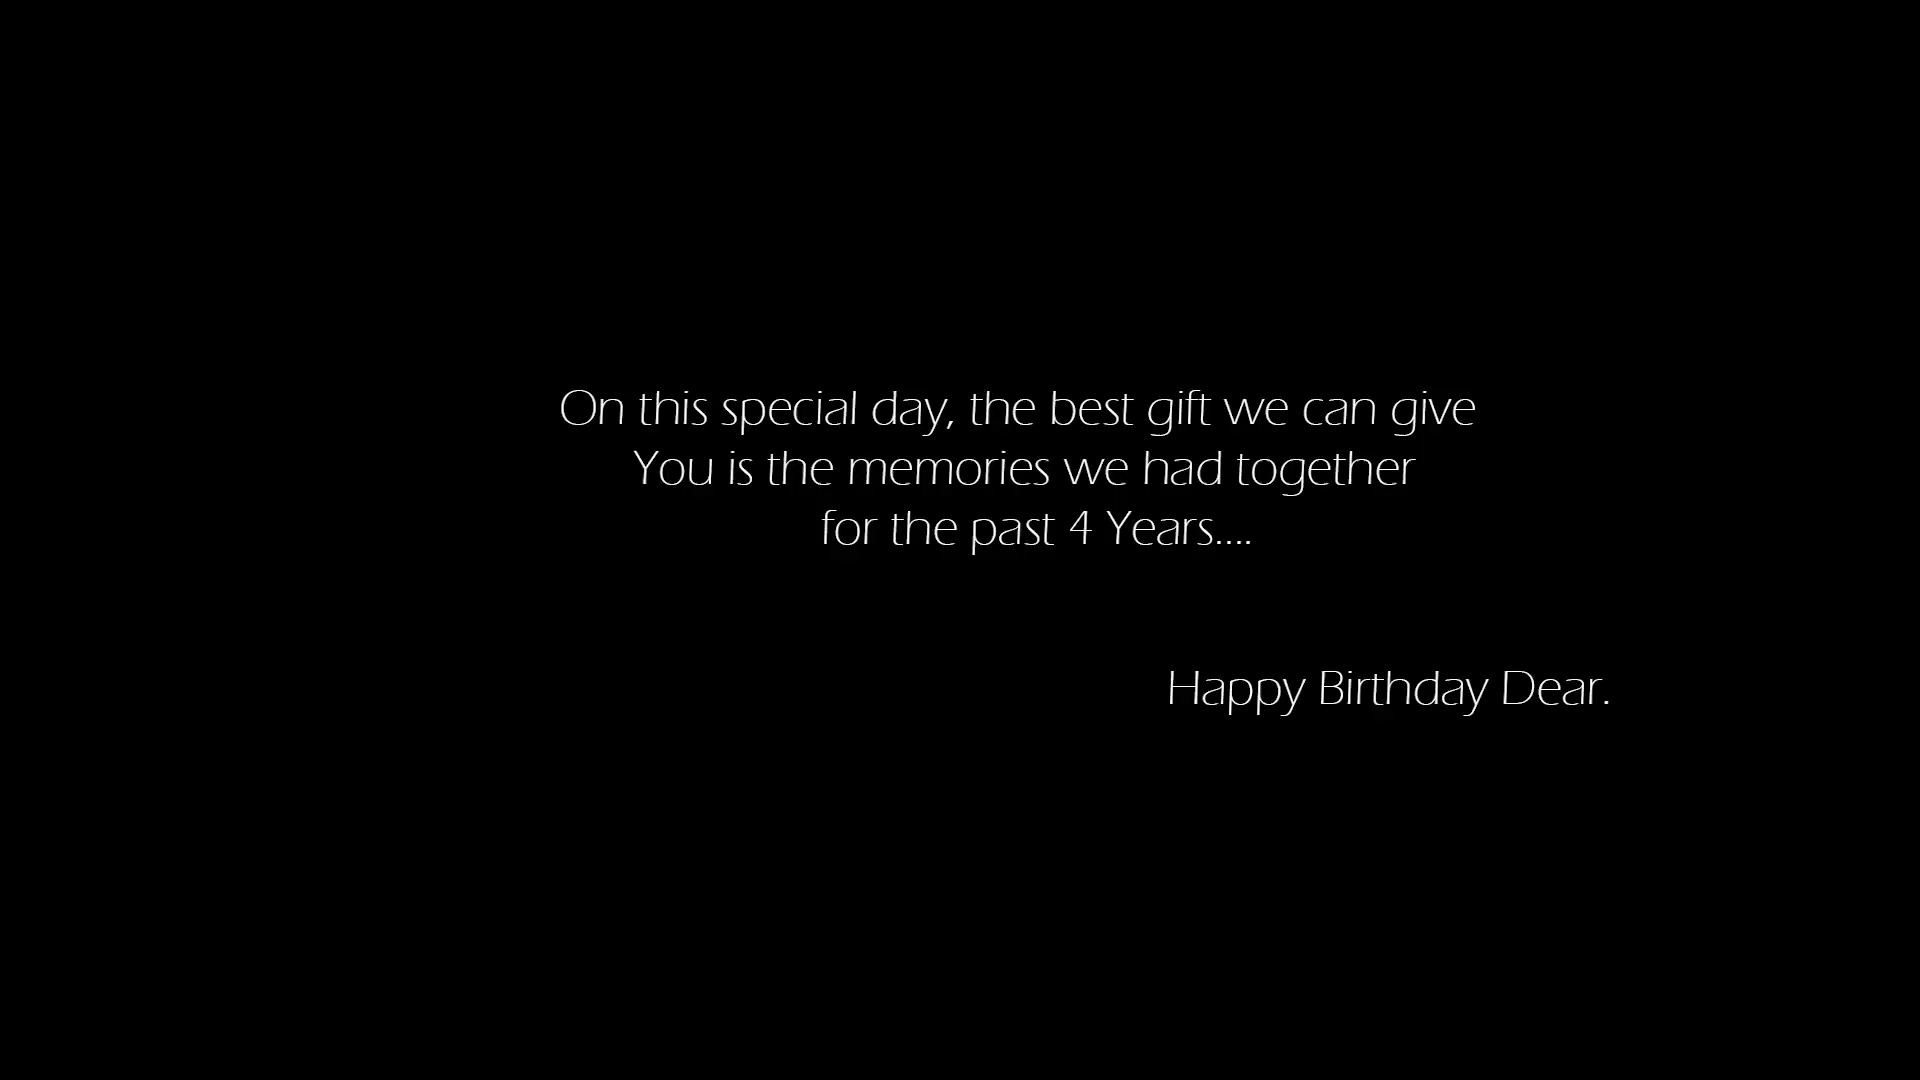 On this special day, the best gift we can give
You is the memories we had together
for the past 4 Years....
Happy Birthday Dear.